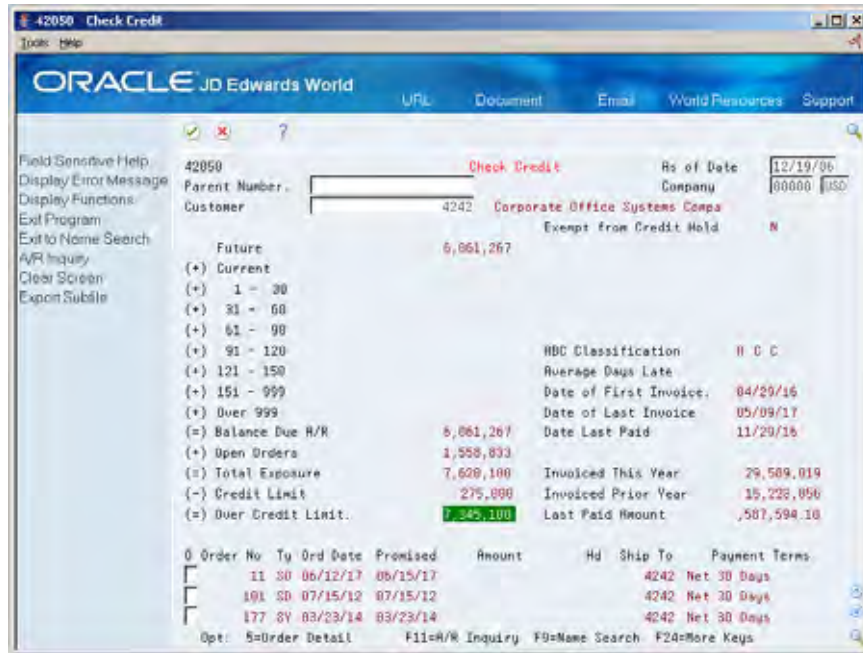 42050 Check Credit
Tools Help
ORACLE JD Edwards World
URL Document Email World Resources Support
?
Field Sensitive Help
Display Error Message
Display Functions
Exit Program
Exit to Name Search
A/R Inquiry
Clear Screen
Export Subfile
42050 Check Credit As of Date 12/19/06
Parent Number. Company 00000 USD
Customer 4242 Corporate Office Systems Compa
Exempt from Credit Hold N
Future 6,061,267
(+) Current
(+) 1 - 30
(+) 31 - 60
(+) 61 - 90
(+) 91 - 120 ABC Classification C C
(+) 121 - 150 Average Days Late
(+) 151 - 999 Date of First Invoice. 04/29/16
(+) Over 999 Date of Last Invoice 05/09/17
(=) Balance Due A/R 6,061,267 Date Last Paid 11/29/16
(+) Open Orders 1,558,833
(=) Total Exposure 7,620,100 Invoiced This Year 29,509,019
(-) Credit Limit 275,000 Invoiced Prior Year
(=) Over Credit Limit. 7,345,100 Last Paid Amount ,587,594.10
O Order No Ty Ord Date Promised Amount Hd Ship To Payment Terms
11 SO 06/12/17 06/15/17 4242 Net 30 Days
101 SD 07/15/12 07/15/12 4242 Net 30 Days
177 SY 03/23/14 03/23/14 4242 Net 30 Days
Opt: 5=Order Detail F11=A/R Inquiry F9=Name Search F24=More Keys